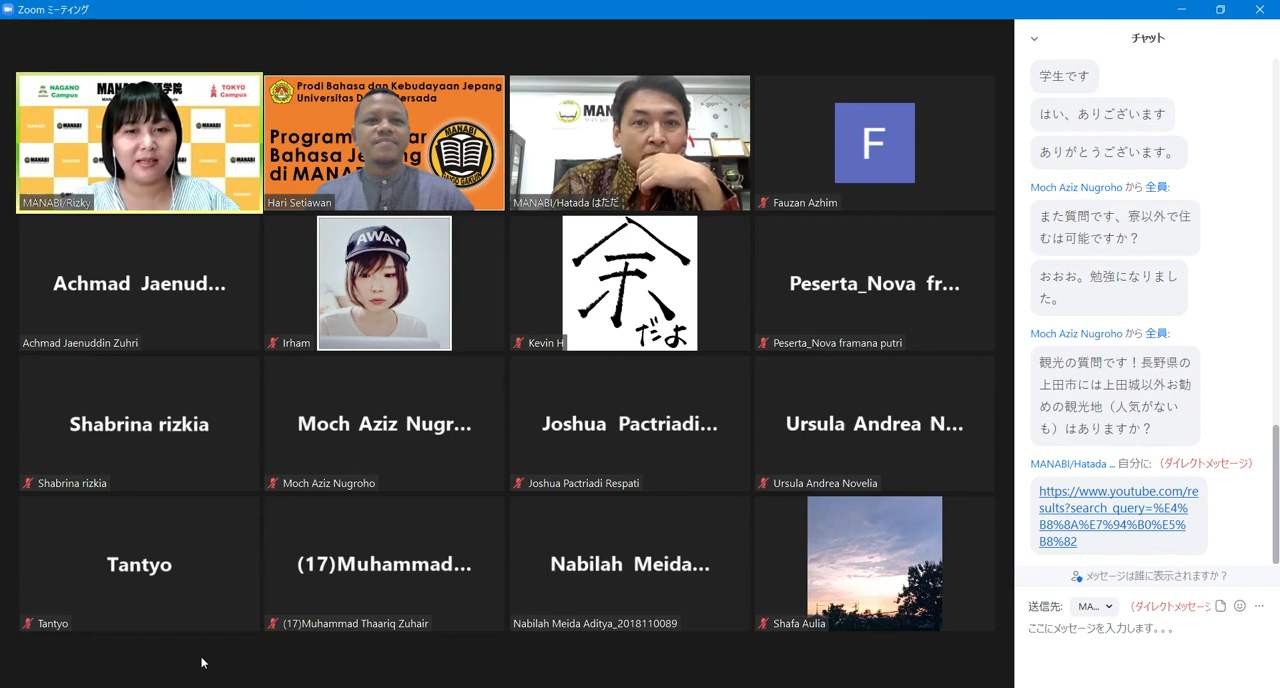 Zoom ミーティング
NAGANO Campus
TOKYO Campus
MANABI
MANABI
MANABI
MANABI/Rizky
Prodi Bahasa dan Kebudayaan Jepang
Program
MANABI
di MANA
Hari Setiawan
MAN
MANABI/Hatada はただ
F
Fauzan Azhim
Achmad Jaenud...
Achmad Jaenuddin Zuhri
AWAY
Irham
余
だよ
Kevin H
Peserta_Nova fr...
Peserta_Nova framana putri
Shabrina rizkia
Shabrina rizkia
Moch Aziz Nugr...
Moch Aziz Nugroho
Joshua Pactriadi...
Joshua Pactriadi Respati
Ursula Andrea N...
Ursula Andrea Novelia
Tantyo
Tantyo
(17)Muhammad...
(17)Muhammad Thaariq Zuhair
Nabilah Meida...
Nabilah Meida Aditya_2018110089
Shafa Aulia
チャット
学生です
はい、ありございます
ありがとうございます。
Moch Aziz Nugroho から 全員:
また質問です、寮以外で住
むは可能ですか？
おおお。勉強になりまし
た。
Moch Aziz Nugroho から 全員:
観光の質問です！長野県の
上田市には上田城以外お勧
めの観光地（人気がない
も）はありますか？
MANABI/Hatada ... 自分に: （ダイレクトメッセージ）
https://www.youtube.com/re
sults?search_query=%E4%
B8%8A%E7%94%B0%E5%
B8%82
メッセージは誰に表示されますか？
送信先: MA... （ダイレクトメッセージ
ここにメッセージを入力します。。。